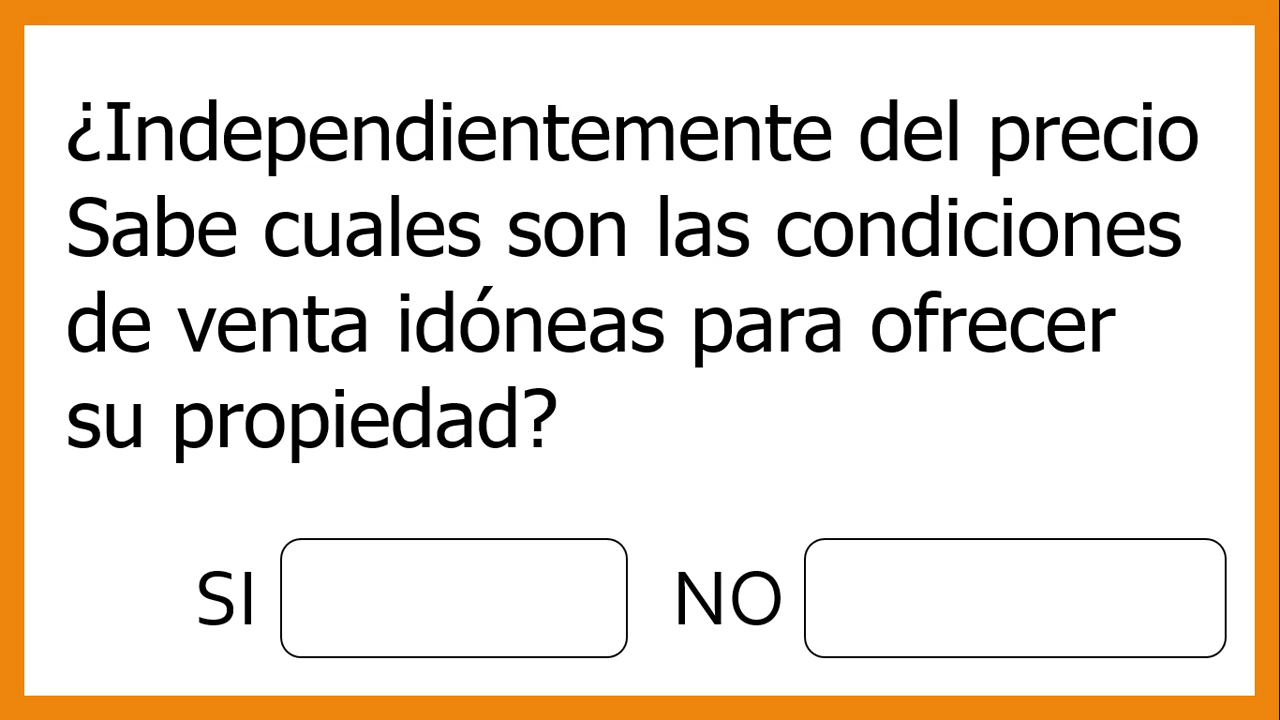 ¿Independientemente del precio
Sabe cuales son las condiciones
de venta idóneas para ofrecer
su propiedad?
SI NO